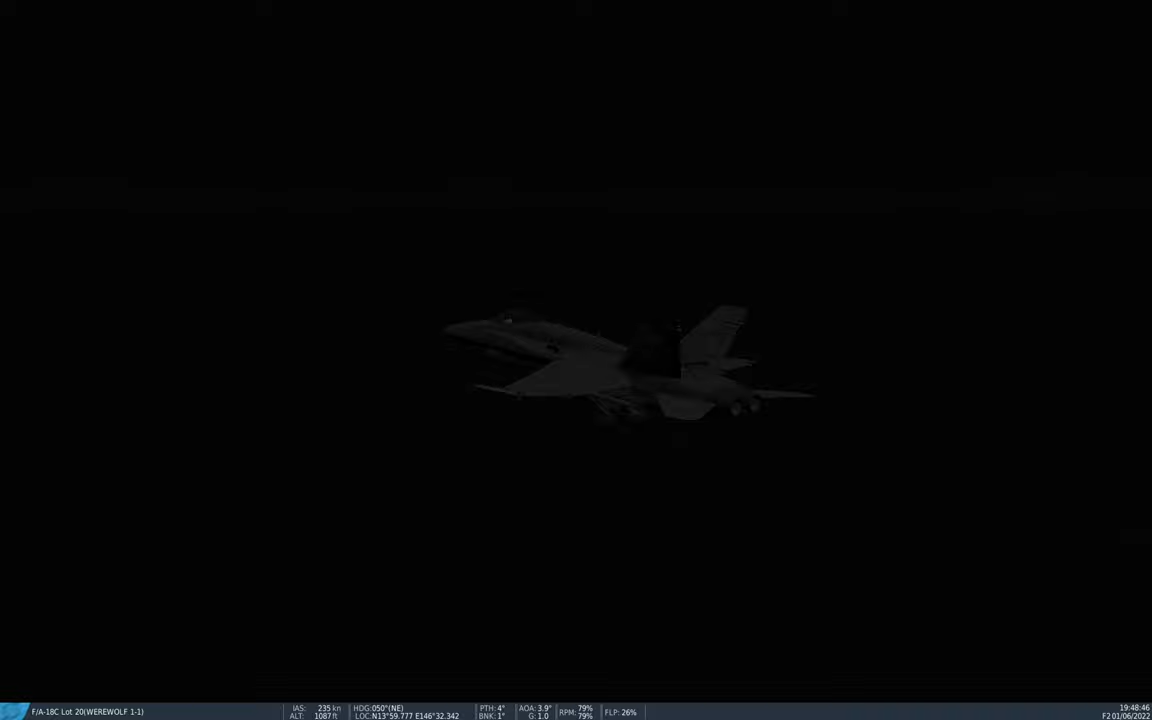 F/A-18C Lot 20(WEREWOLF 1-1)
IAS: 235 kn
ALT: 1087 ft
HDG:050°(NE)
LOC:N13°59.777 E146°32.342
PTH: 4°
BNK: 1°
AOA: 3.9°
G: 1.0
RPM: 79%
79%
FLP: 26%
19:48:46
F2 01/06/2022